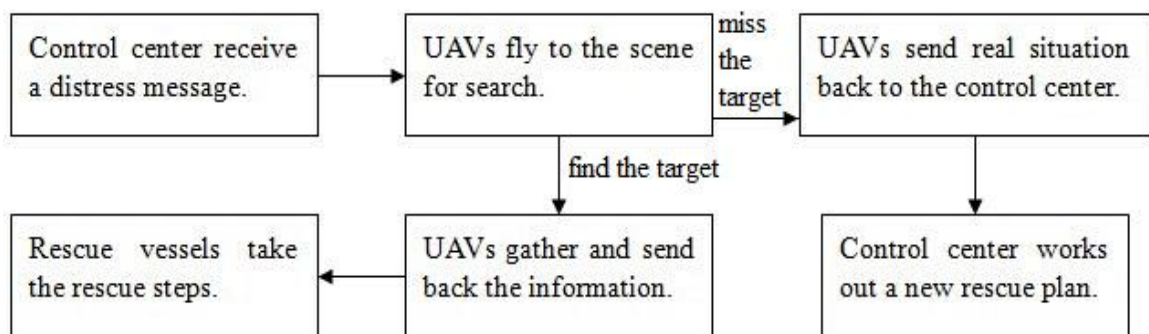 Control center receive
a distress message.
UAVs fly to the scene
for search.
miss
the
target
UAVs send real situation
back to the control center.
find the target
Rescue vessels take
the rescue steps.
UAVs gather and send
back the information.
Control center works
out a new rescue plan.